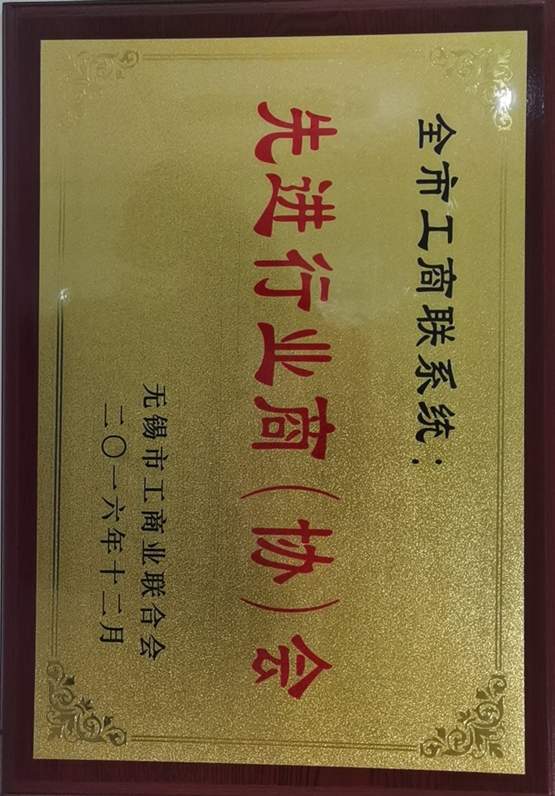 全市工商联系统：
先进行业商（协）会
无锡市工商业联合会
二〇一六年十二月